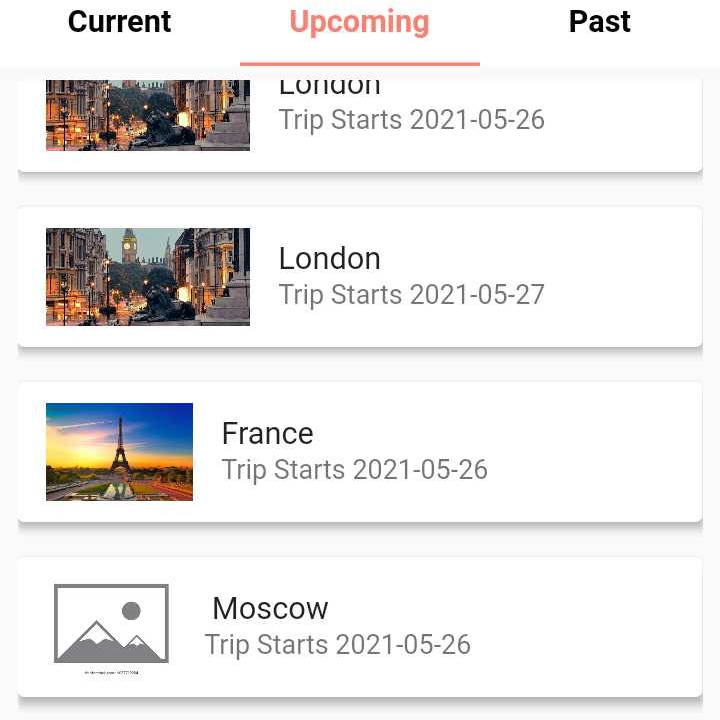 Current
Upcoming
Past
London
Trip Starts 2021-05-26
London
Trip Starts 2021-05-27
France
Trip Starts 2021-05-26
Moscow
Trip Starts 2021-05-26